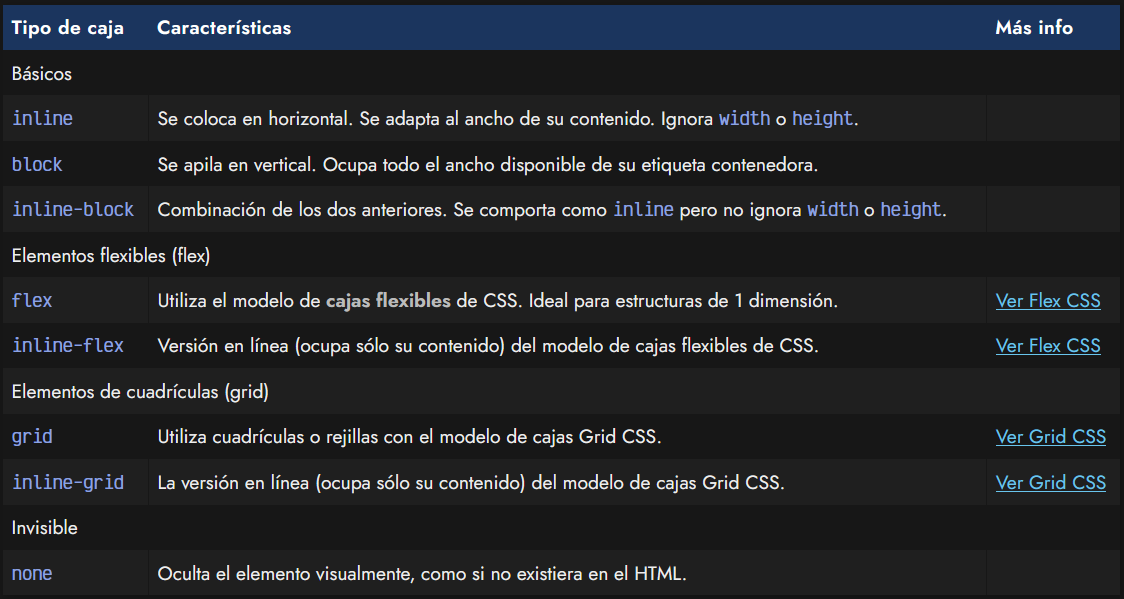 Tipo de caja Características Más info
Básicos
inline Se coloca en horizontal. Se adapta al ancho de su contenido. Ignora width o height.
block Se apila en vertical. Ocupa todo el ancho disponible de su etiqueta contenedora.
inline-block Combinación de los dos anteriores. Se comporta como inline pero no ignora width o height.
Elementos flexibles (flex)
flex Utiliza el modelo de cajas flexibles de CSS. Ideal para estructuras de 1 dimensión. Ver Flex CSS
inline-flex Versión en línea (ocupa sólo su contenido) del modelo de cajas flexibles de CSS. Ver Flex CSS
Elementos de cuadrículas (grid)
grid Utiliza cuadrículas o rejillas con el modelo de cajas Grid CSS. Ver Grid CSS
inline-grid La versión en línea (ocupa sólo su contenido) del modelo de cajas Grid CSS. Ver Grid CSS
Invisible
none Oculta el elemento visualmente, como si no existiera en el HTML.